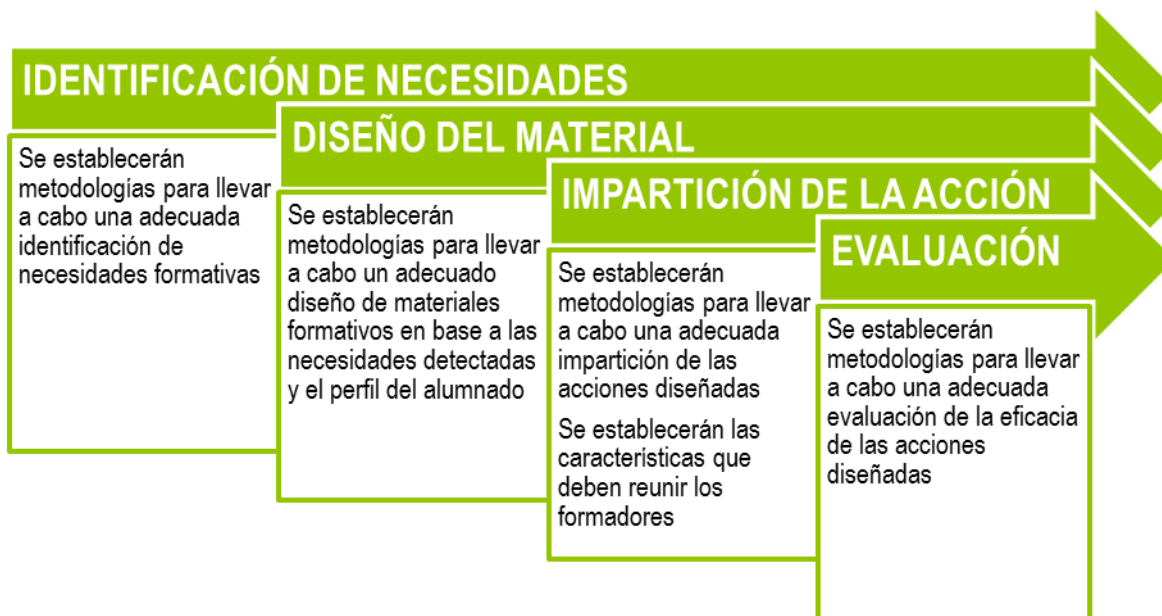 IDENTIFICACIÓN DE NECESIDADES
Se establecerán
metodologías para llevar
a cabo una adecuada
identificación de
necesidades formativas
DISEÑO DEL MATERIAL
Se establecerán
metodologías para llevar
a cabo un adecuado
diseño de materiales
formativos en base a las
necesidades detectadas
y el perfil del alumnado
IMPARTICIÓN DE LA ACCIÓN
Se establecerán
metodologías para llevar
a cabo una adecuada
impartición de las
acciones diseñadas
Se establecerán las
características que
deben reunir los
formadores
EVALUACIÓN
Se establecerán
metodologías para llevar
a cabo una adecuada
evaluación de la eficacia
de las acciones
diseñadas